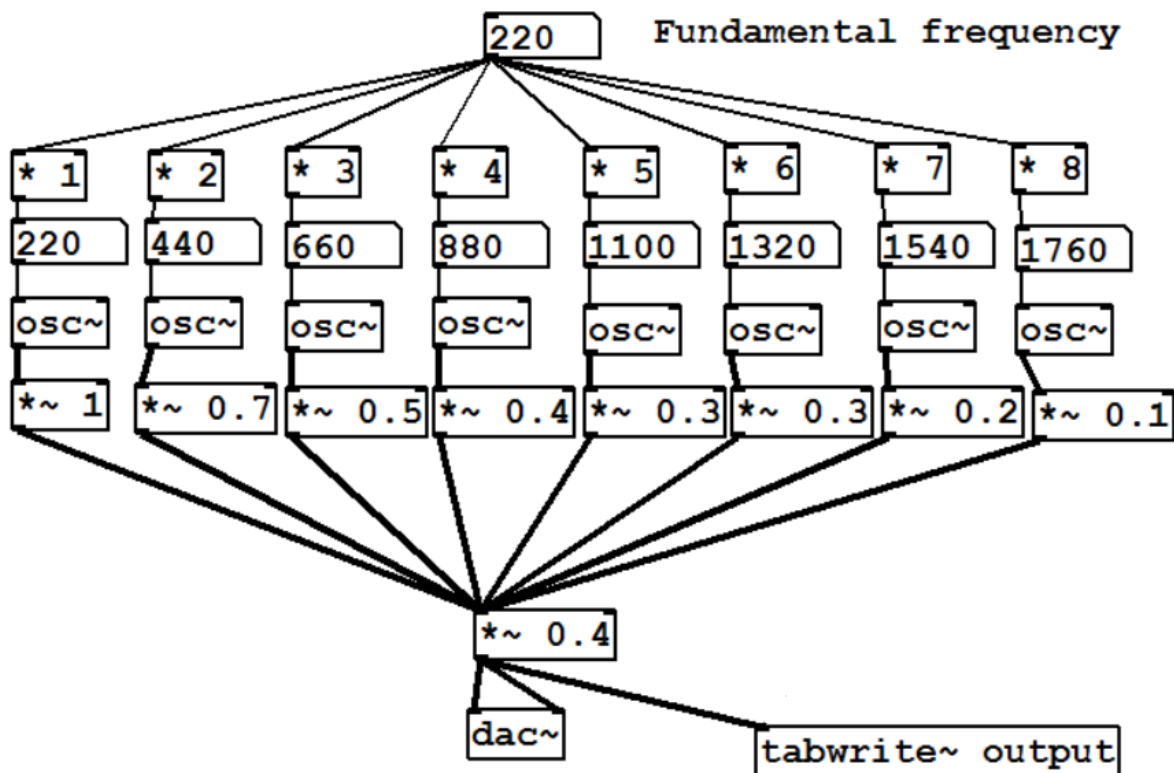 220 Fundamental frequency
* 1 * 2 * 3 * 4 * 5 * 6 * 7 * 8
220 440 660 880 1100 1320 1540 1760
osc~ osc~ osc~ osc~ osc~ osc~ osc~ osc~
*~ 1 *~ 0.7 *~ 0.5 *~ 0.4 *~ 0.3 *~ 0.3 *~ 0.2 *~ 0.1
*~ 0.4
dac~ tabwrite~ output